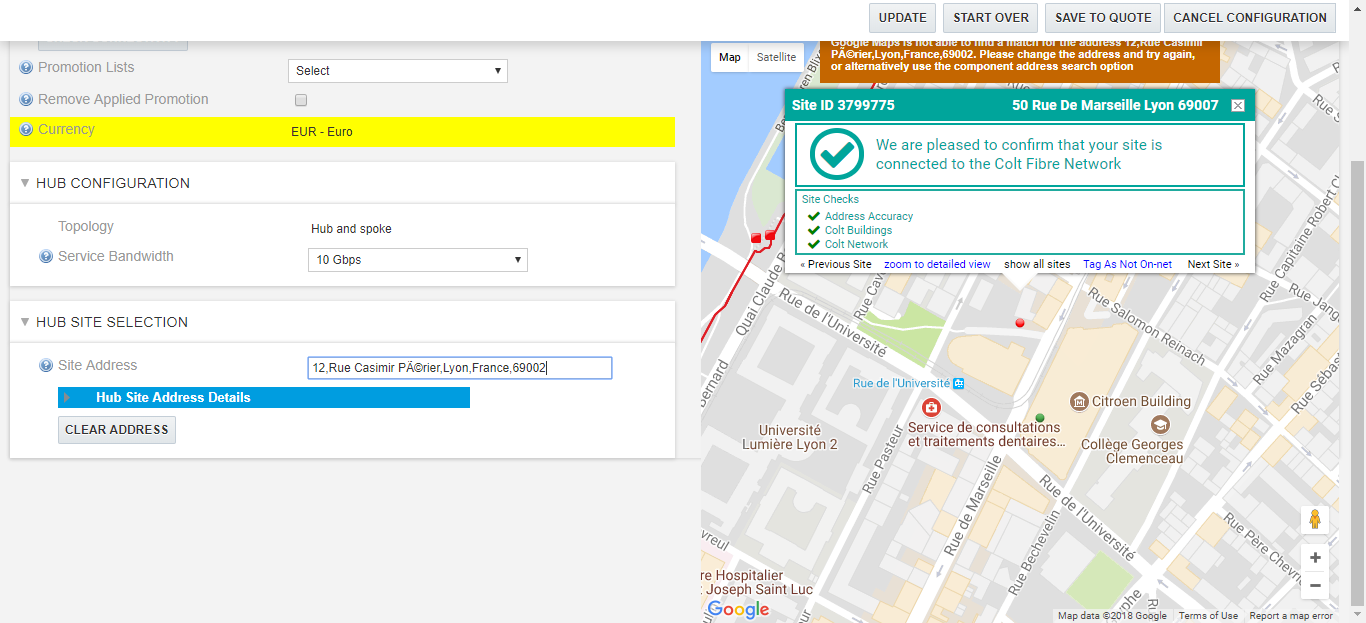 UPDATE
START OVER
SAVE TO QUOTE
CANCEL CONFIGURATION
Promotion Lists
Select
Remove Applied Promotion
Currency
EUR - Euro
HUB CONFIGURATION
Topology
Hub and spoke
Service Bandwidth
10 Gbps
HUB SITE SELECTION
Site Address
12,Rue Casimir PÃ©rier,Lyon,France,69002
Hub Site Address Details
CLEAR ADDRESS
Map
Satellite
Google Maps is not able to find a match for the address 12,Rue Casimir
PÃ©rier,Lyon,France,69002. Please change the address and try again,
or alternatively use the component address search option
Site ID 3799775
50 Rue De Marseille Lyon 69007
We are pleased to confirm that your site is
connected to the Colt Fibre Network
Site Checks
Address Accuracy
Colt Buildings
Colt Network
« Previous Site
zoom to detailed view
show all sites
Tag As Not On-net
Next Site »
Quai Claude B
Rue Cav
Rue de l'Université
Rue Capitaine Robert C
Rue Salomon Reinach
Rue Jang
Rue Mazagran
Rue Sébas
Bernard
Rue de l'Université
Citroen Building
Service de consultations
et traitements dentaires...
Université
Lumière Lyon 2
Collège Georges
Clemenceau
Rue Pasteur
Rue de Marseille
Rue de l'Université
Rue Bechevelin
Rue Père Chevri
vreul
re Hospitalier
t Joseph Saint Luc
Google
Map data ©2018 Google
Terms of Use
Report a map error